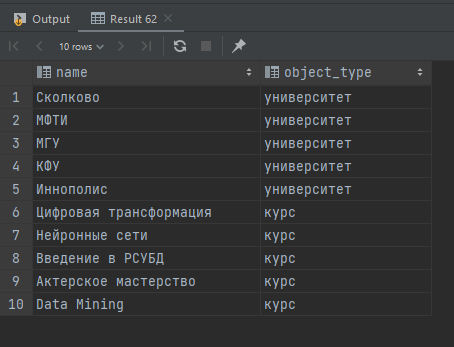 Output Result 62
10 rows
name object_type
1 Сколково университет
2 МФТИ университет
3 МГУ университет
4 КФУ университет
5 Иннополис университет
6 Цифровая трансформация курс
7 Нейронные сети курс
8 Введение в РСУБД курс
9 Актерское мастерство курс
10 Data Mining курс